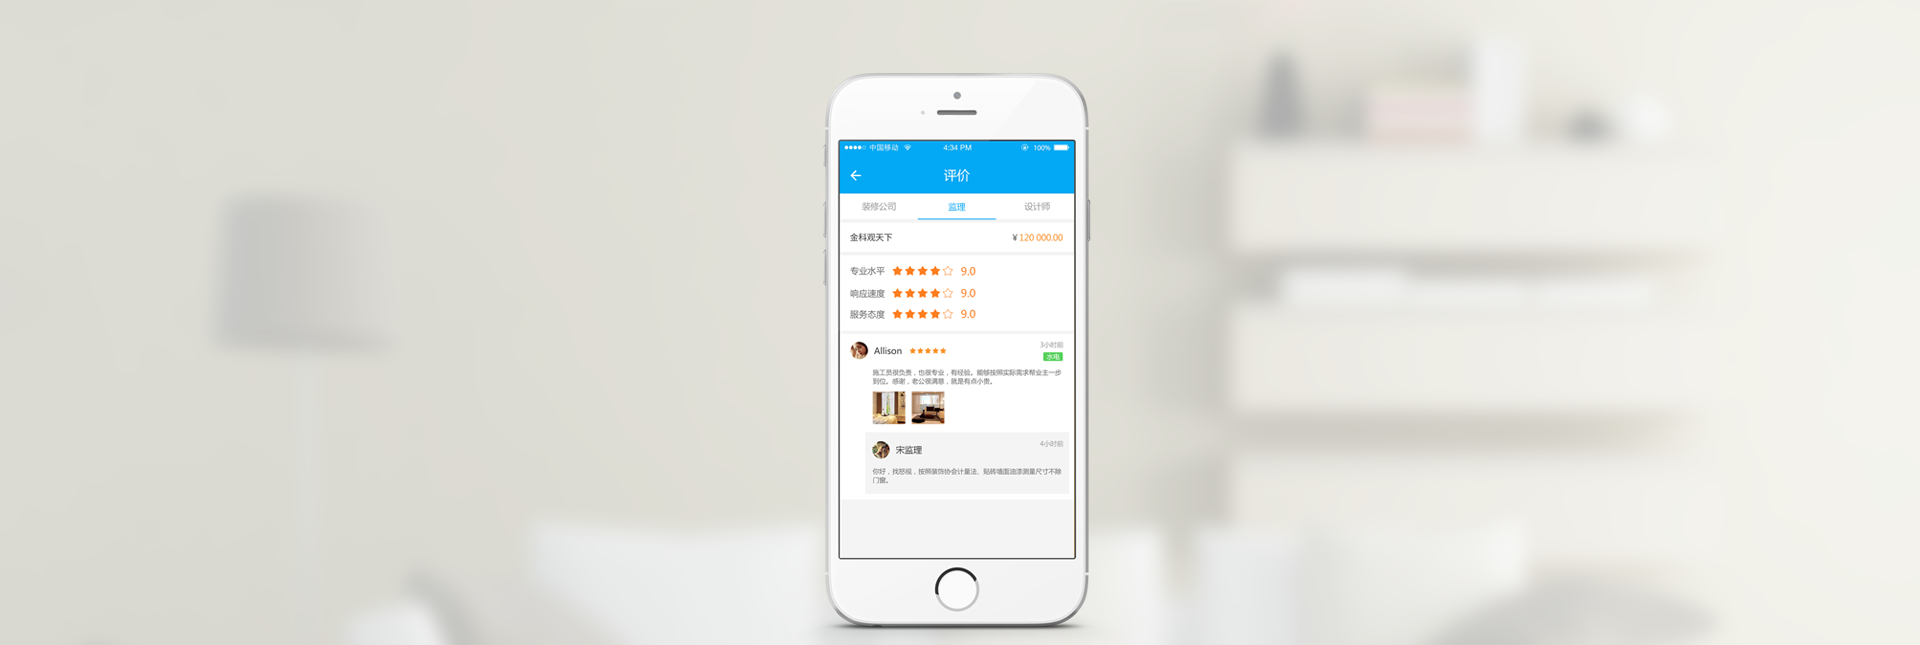 中国移动 4:34 PM 100%
评价
装修公司 监理 设计师
金科观天下 ¥ 120 000.00
专业水平 9.0
响应速度 9.0
服务态度 9.0
Allison 3小时前
水电
施工员很负责，也很专业，有经验。能够按照实际需求帮业主一步
到位。感谢，老公很满意，就是有点小贵。
宋监理 4小时前
你好，找怒視，按照装饰协会计量法、贴砖墙面油漆测量尺寸不除
门窗。